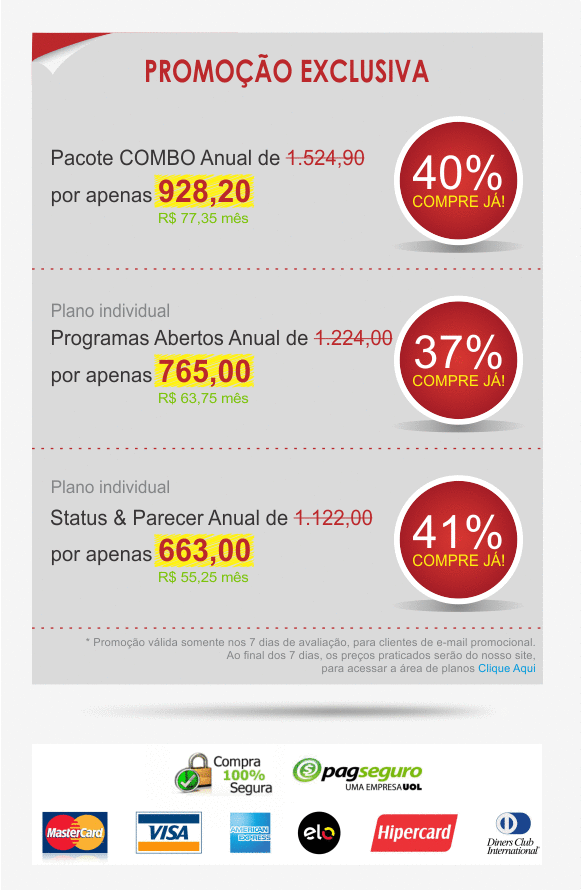 PROMOÇÃO EXCLUSIVA
Pacote COMBO Anual de 1.524,90
por apenas 928,20
R$ 77,35 mês
40%
COMPRE JÁ!
Plano individual
Programas Abertos Anual de 1.224,00
por apenas 765,00
R$ 63,75 mês
37%
COMPRE JÁ!
Plano individual
Status & Parecer Anual de 1.122,00
por apenas 663,00
R$ 55,25 mês
41%
COMPRE JÁ!
* Promoção válida somente nos 7 dias de avaliação, para clientes de e-mail promocional.
Ao final dos 7 dias, os preços praticados serão do nosso site,
para acessar a área de planos Clique Aqui
Compra
100%
Segura
pagseguro
UMA EMPRESA UOL
MasterCard
VISA
AMERICAN
EXPRESS
elo
Hipercard
Diners Club
International